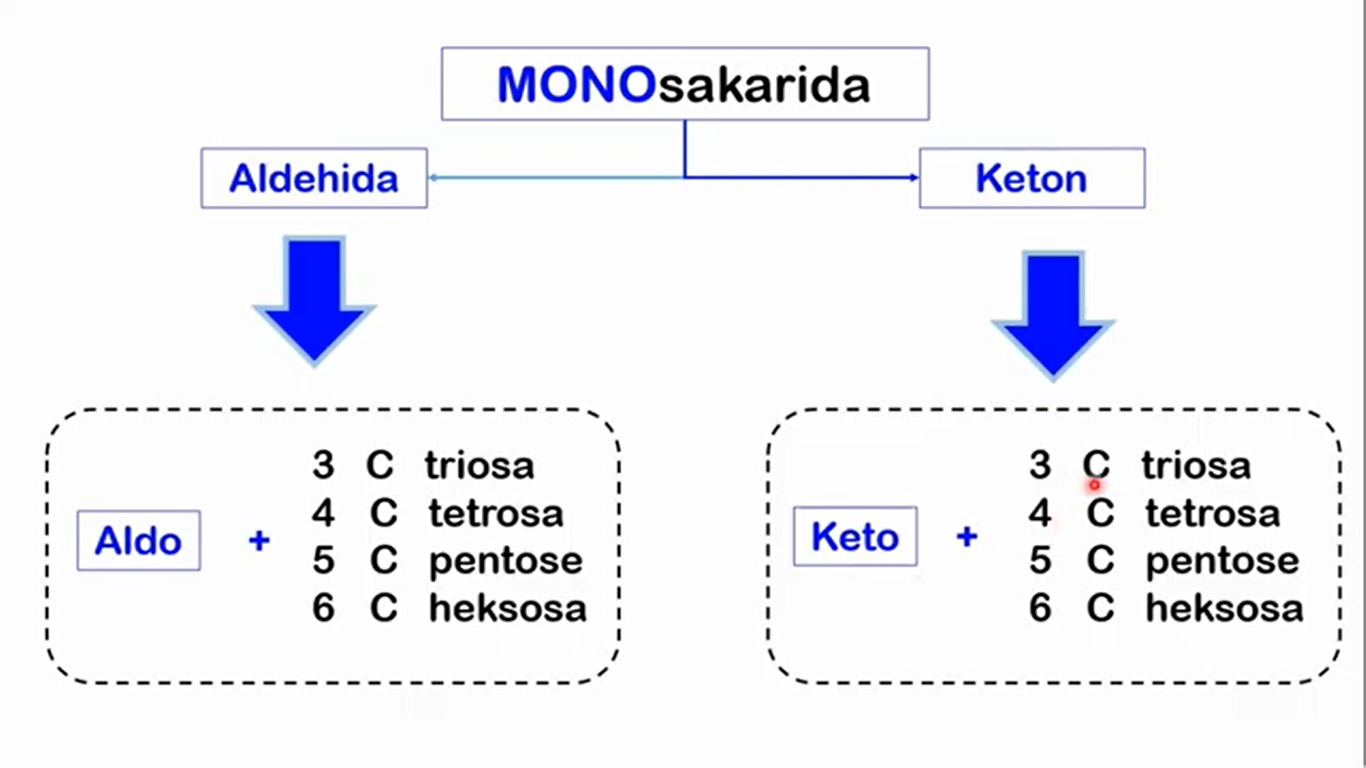 MONOsakarida
Aldehida
Keton
Aldo
+
3 C triosa
4 C tetrosa
5 C pentose
6 C heksosa
Keto
+
3 C triosa
4 C tetrosa
5 C pentose
6 C heksosa